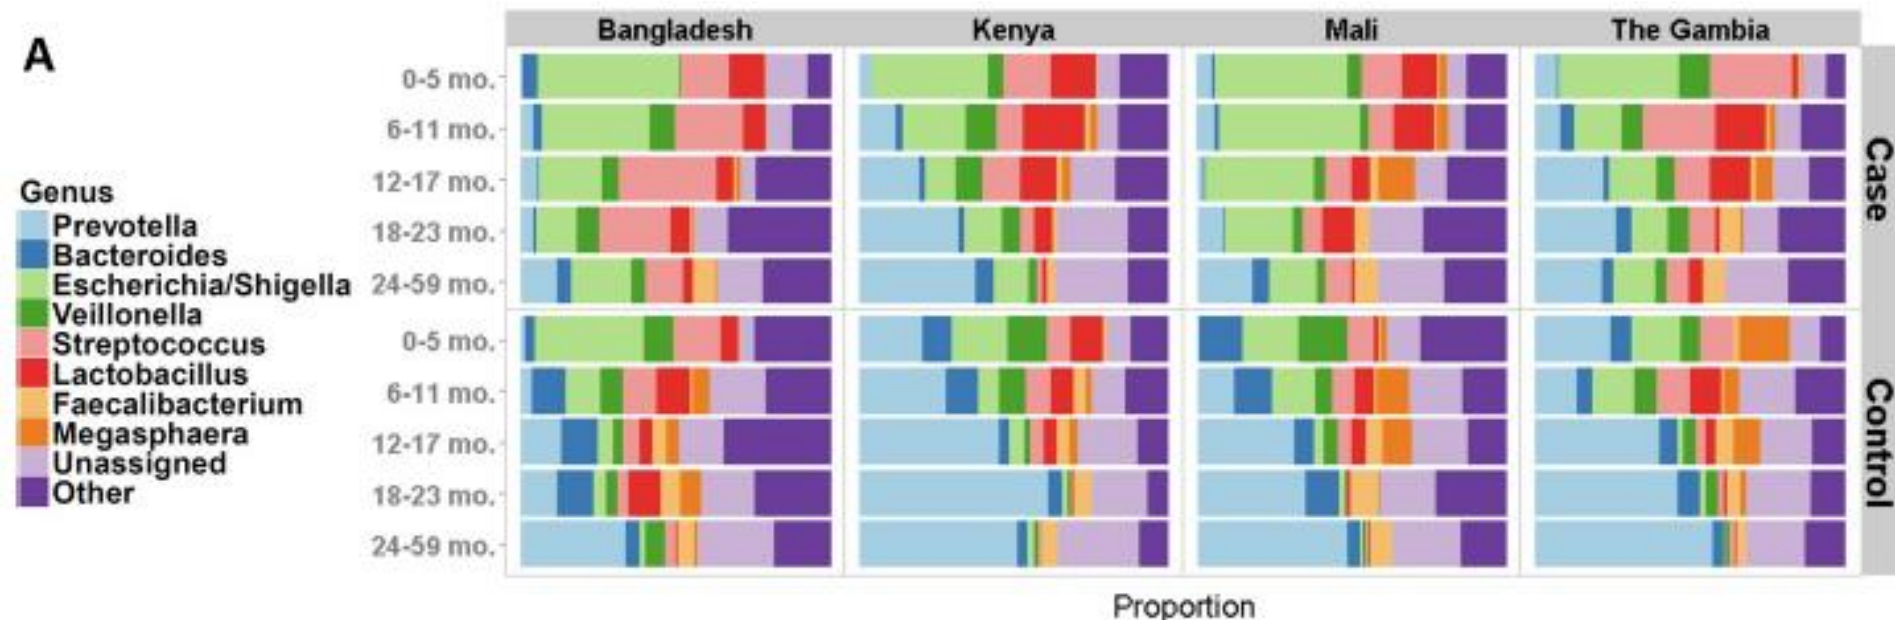 A
Bangladesh
Kenya
Mali
The Gambia
0-5 mo.
6-11 mo.
12-17 mo.
18-23 mo.
24-59 mo.
Case
0-5 mo.
6-11 mo.
12-17 mo.
18-23 mo.
24-59 mo.
Control
Genus
Prevotella
Bacteroides
Escherichia/Shigella
Veillonella
Streptococcus
Lactobacillus
Faecalibacterium
Megasphaera
Unassigned
Other
Proportion